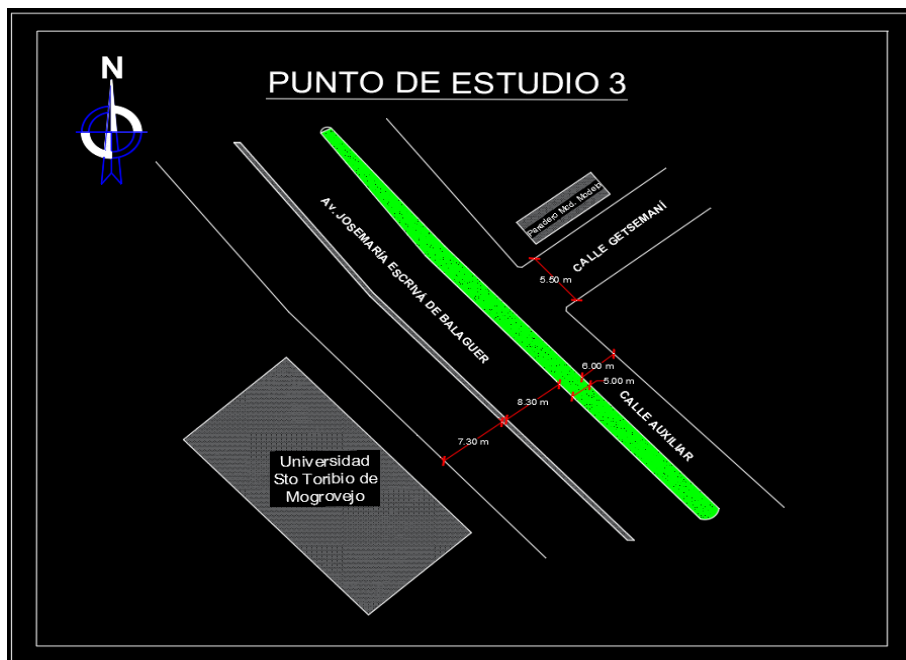 N
PUNTO DE ESTUDIO 3
Paradero Mod. Modelo
CALLE GETSEMANÍ
5.50 m
Av. JOSEMARÍA ESCRIVÁ DE BALAGUER
6.00 m
5.00 m
8.30 m
CALLE AUXILIAR
7.30 m
Universidad
Sto Toribio de
Mogrovejo